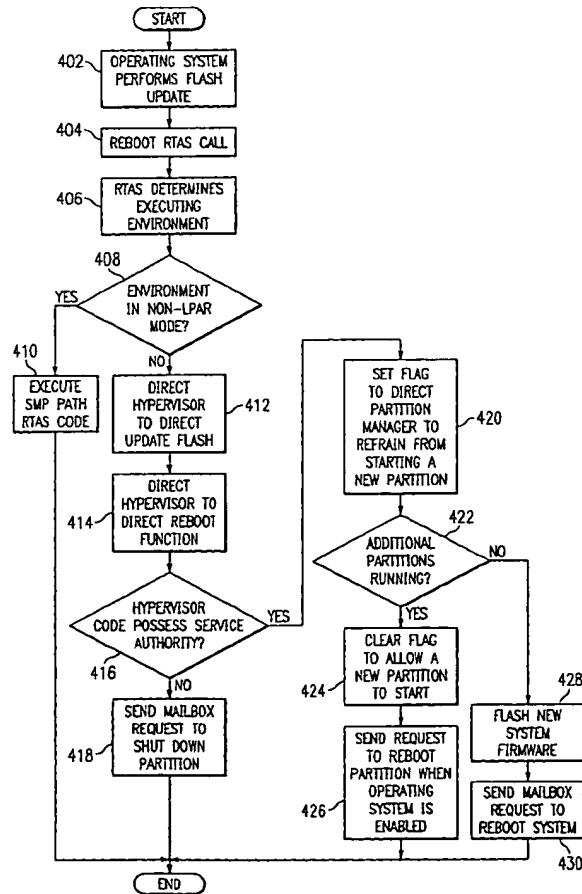 START
402
OPERATING SYSTEM
PERFORMS FLASH
UPDATE
404
REBOOT RTAS CALL
406
RTAS DETERMINES
EXECUTING
ENVIRONMENT
408
YES
ENVIRONMENT
IN NON-LPAR
MODE?
NO
410
EXECUTE
SMP PATH
RTAS CODE
DIRECT
HYPERVISOR
TO DIRECT
UPDATE FLASH
412
414
DIRECT
HYPERVISOR TO
DIRECT REBOOT
FUNCTION
HYPERVISOR
CODE POSSESS SERVICE
AUTHORITY?
YES
416
NO
418
SEND MAILBOX
REQUEST TO
SHUT DOWN
PARTITION
SET FLAG
TO DIRECT
PARTITION
MANAGER TO
REFRAIN FROM
STARTING A
NEW PARTITION
420
422
ADDITIONAL
PARTITIONS
RUNNING?
NO
YES
424
CLEAR FLAG
TO ALLOW A
NEW PARTITION
TO START
426
SEND REQUEST
TO REBOOT
PARTITION WHEN
OPERATING
SYSTEM IS
ENABLED
428
FLASH NEW
SYSTEM
FIRMWARE
SEND MAILBOX
REQUEST TO
REBOOT SYSTEM
430
END